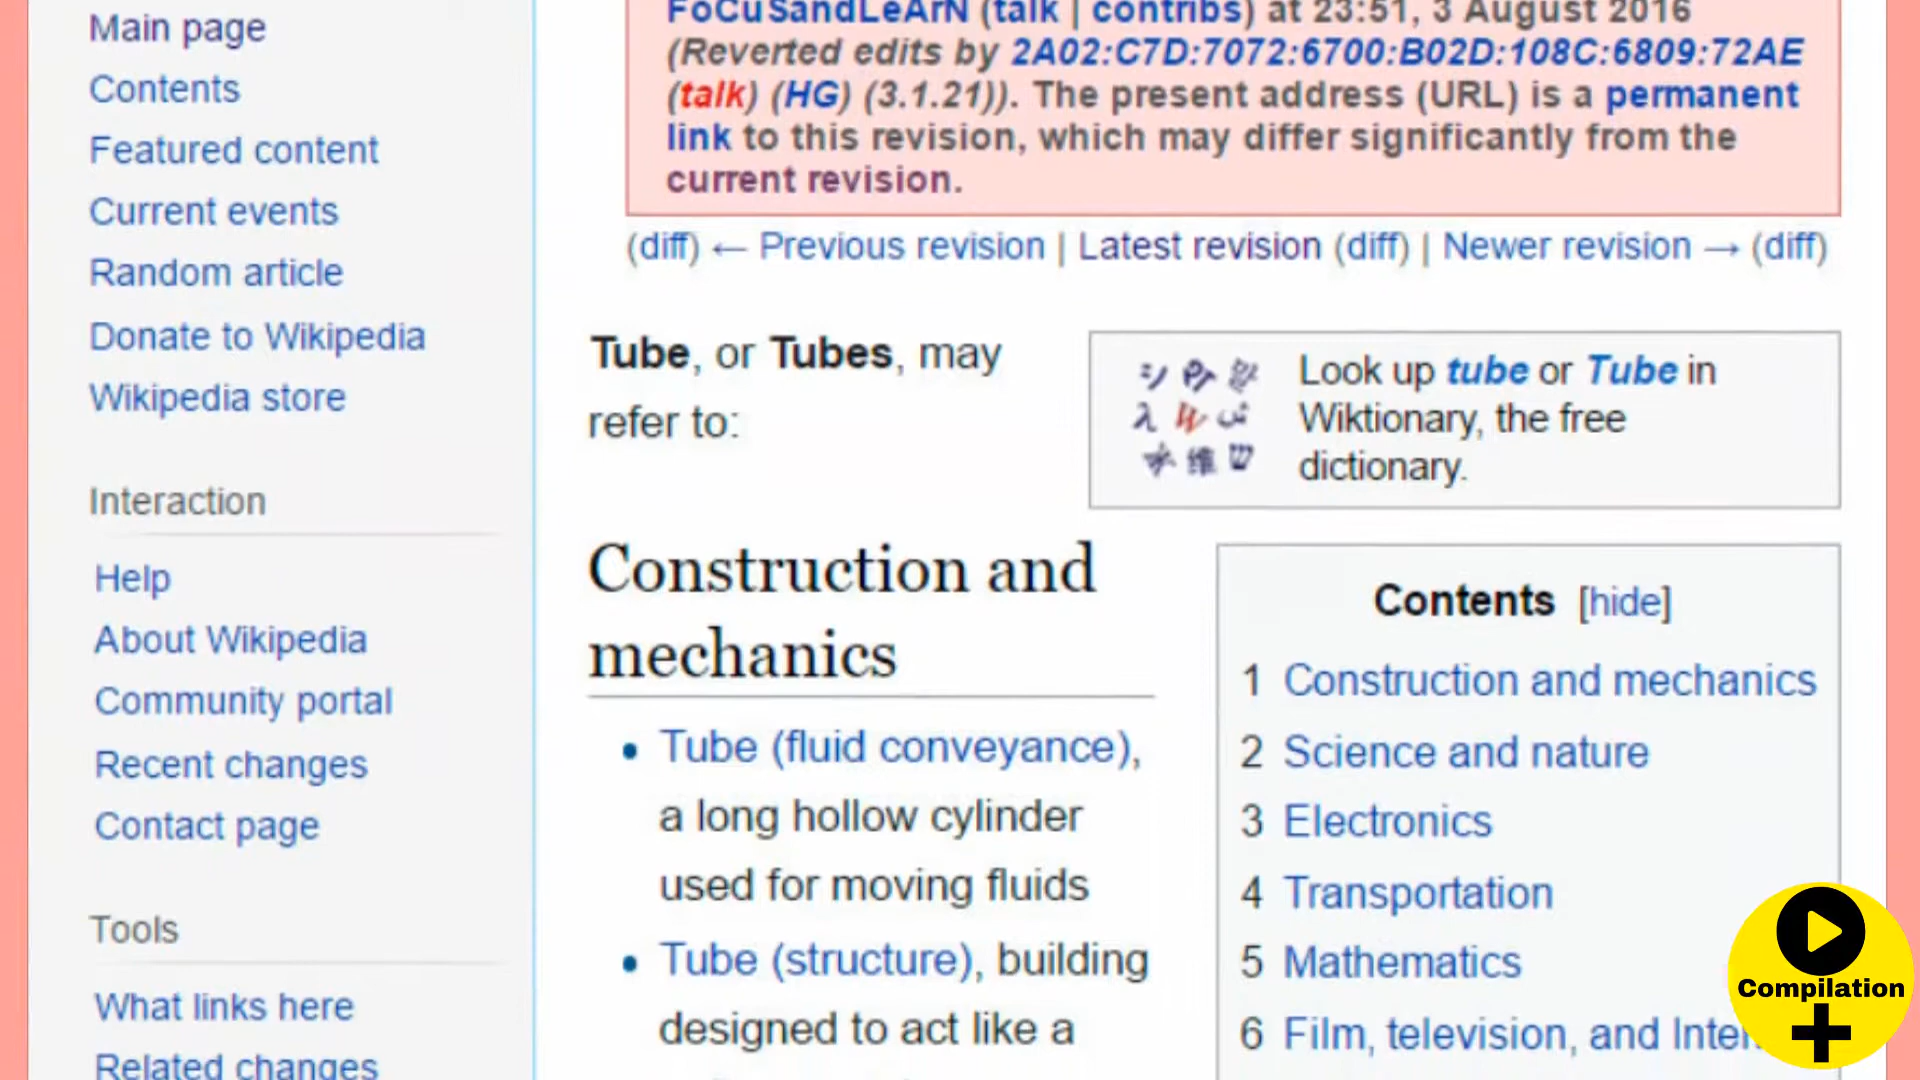 Main page
Contents
Featured content
Current events
Random article
Donate to Wikipedia
Wikipedia store
Interaction
Help
About Wikipedia
Community portal
Recent changes
Contact page
Tools
What links here
Related changes
FoCuSandLeArN (talk | contribs) at 23:51, 3 August 2016
(Reverted edits by 2A02:C7D:7072:6700:B02D:108C:6809:72AE
(talk) (HG) (3.1.21)). The present address (URL) is a permanent
link to this revision, which may differ significantly from the
current revision.
(diff) ← Previous revision | Latest revision (diff) | Newer revision → (diff)
Tube, or Tubes, may
refer to:
Look up tube or Tube in
Wiktionary, the free
dictionary.
Construction and
mechanics
Tube (fluid conveyance),
a long hollow cylinder
used for moving fluids
Tube (structure), building
designed to act like a
Contents [hide]
1 Construction and mechanics
2 Science and nature
3 Electronics
4 Transportation
5 Mathematics
6 Film, television, and
Compilation